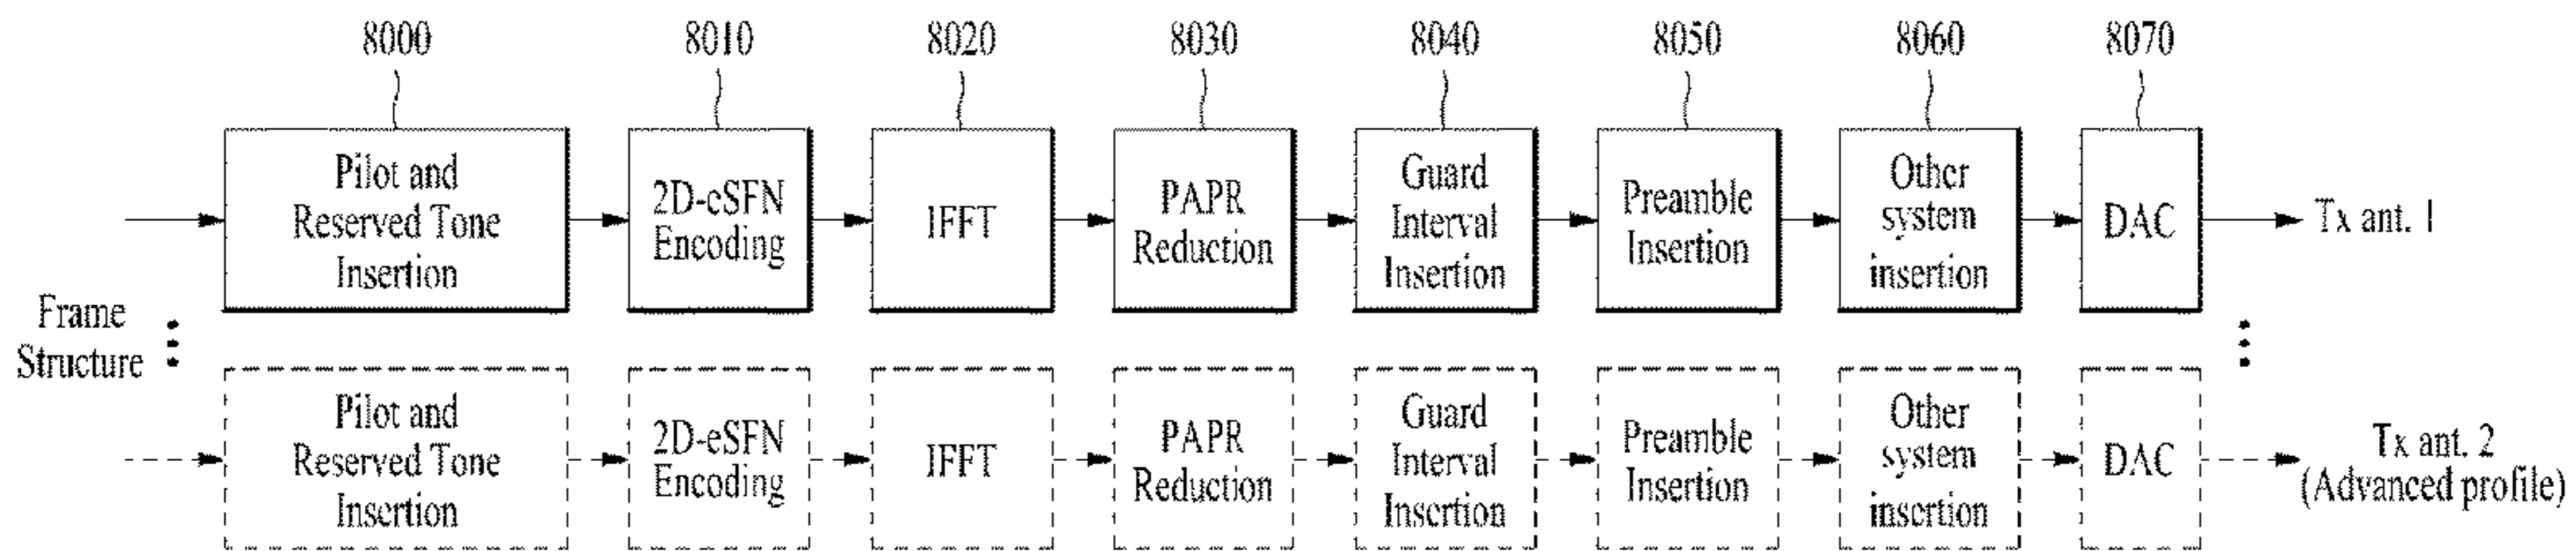 8000 8010 8020 8030 8040 8050 8060 8070
Pilot and
Reserved Tone
Insertion
2D-eSFN
Encoding
IFFT
PAPR
Reduction
Guard
Interval
Insertion
Preamble
Insertion
Other
system
insertion
DAC
Tx ant. 1
Frame
Structure
Pilot and
Reserved Tone
Insertion
2D-eSFN
Encoding
IFFT
PAPR
Reduction
Guard
Interval
Insertion
Preamble
Insertion
Other
system
insertion
DAC
Tx ant. 2
(Advanced profile)